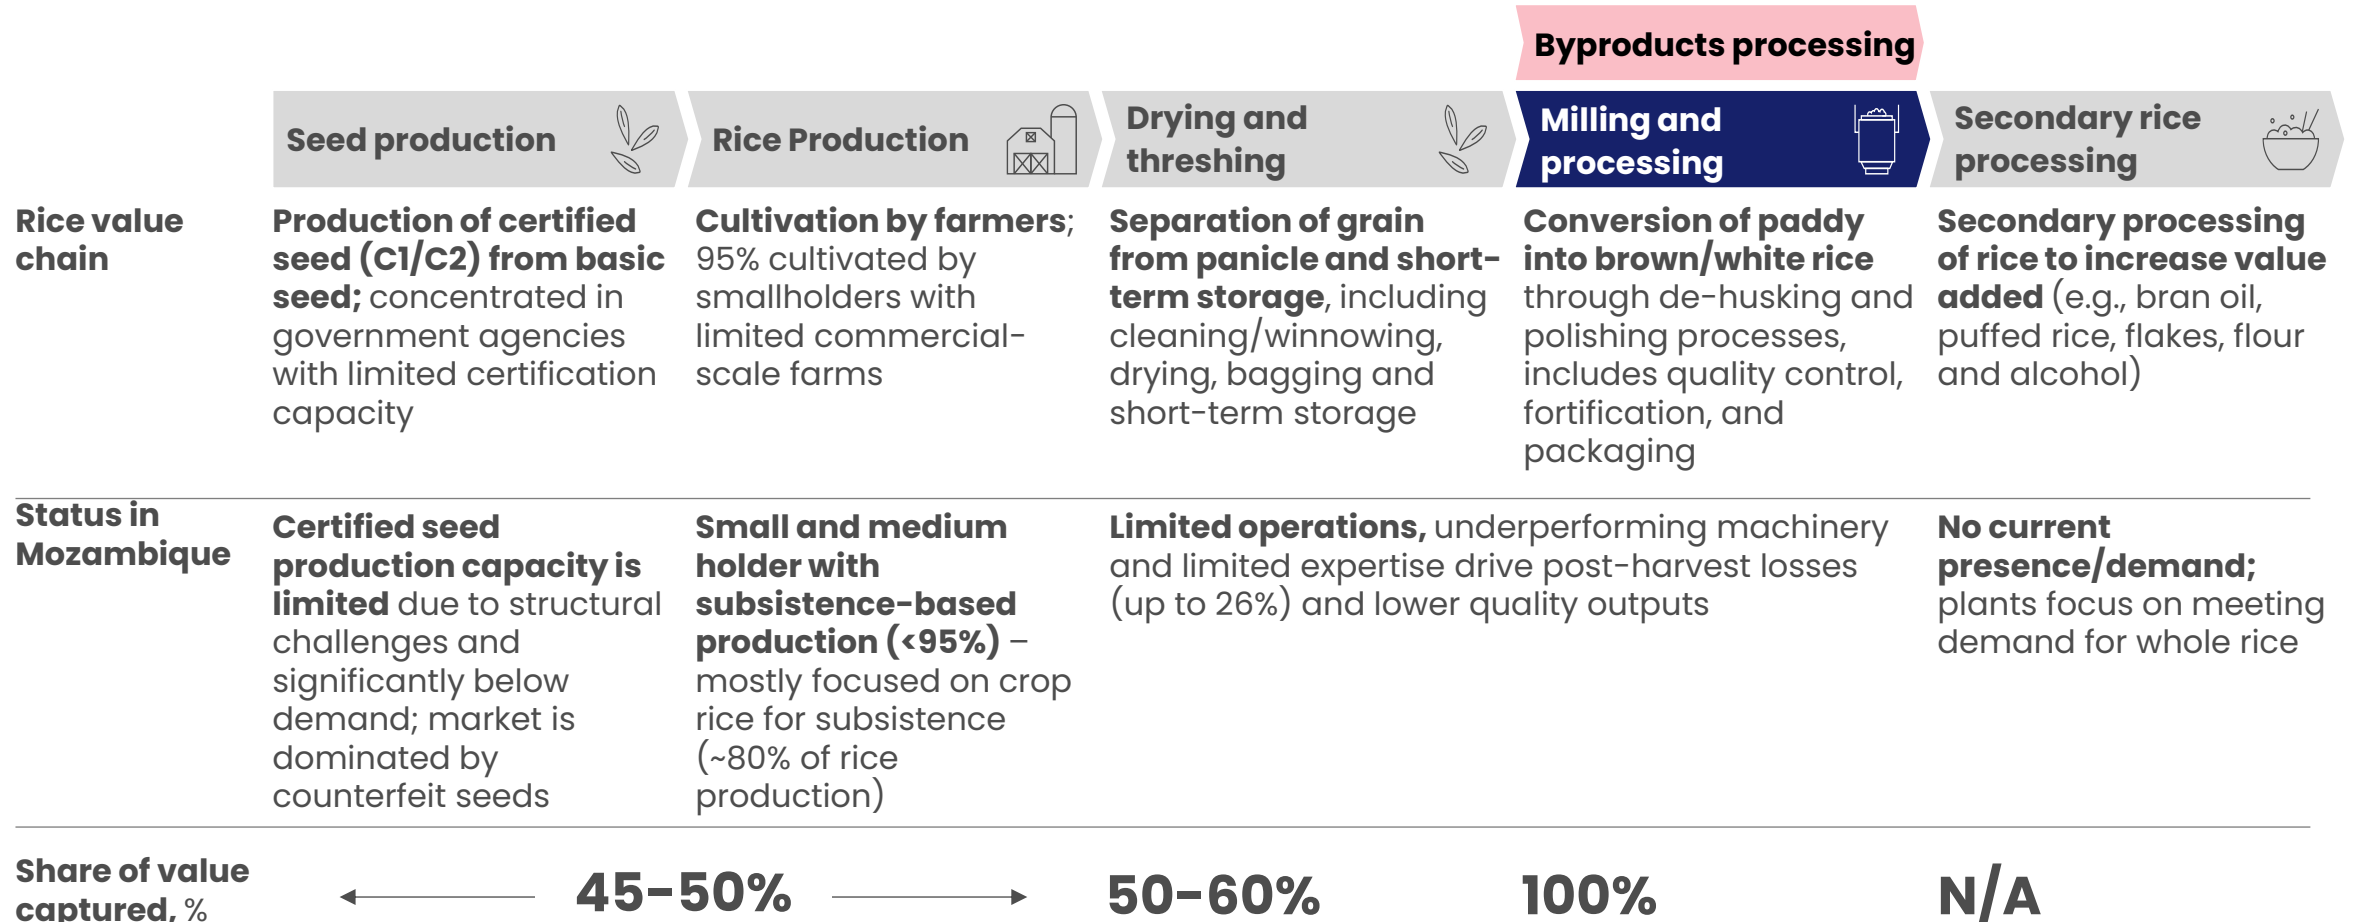 Byproducts processing
Seed production
Rice Production
Drying and
threshing
Milling and
processing
Secondary rice
processing
Rice value
chain
Production of certified
seed (C1/C2) from basic
seed; concentrated in
government agencies
with limited certification
capacity
Cultivation by farmers;
95% cultivated by
smallholders with
limited commercial-
scale farms
Separation of grain
from panicle and short-
term storage, including
cleaning/winnowing,
drying, bagging and
short-term storage
Conversion of paddy
into brown/white rice
through de-husking and
polishing processes,
includes quality control,
fortification, and
packaging
Secondary processing
of rice to increase value
added (e.g., bran oil,
puffed rice, flakes, flour
and alcohol)
Status in
Mozambique
Certified seed
production capacity is
limited due to structural
challenges and
significantly below
demand; market is
dominated by
counterfeit seeds
Small and medium
holder with
subsistence-based
production (<95%) –
mostly focused on crop
rice for subsistence
(~80% of rice
production)
Limited operations, underperforming machinery
and limited expertise drive post-harvest losses
(up to 26%) and lower quality outputs
No current
presence/demand;
plants focus on meeting
demand for whole rice
Share of value
captured, %
45-50%
50-60%
100%
N/A